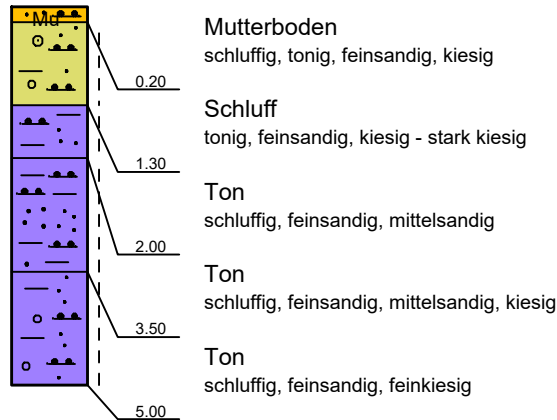 Mu
Mutterboden
schluffig, tonig, feinsandig, kiesig
0.20
Schluff
tonig, feinsandig, kiesig - stark kiesig
1.30
Ton
schluffig, feinsandig, mittelsandig
2.00
Ton
schluffig, feinsandig, mittelsandig, kiesig
3.50
Ton
schluffig, feinsandig, feinkiesig
5.00